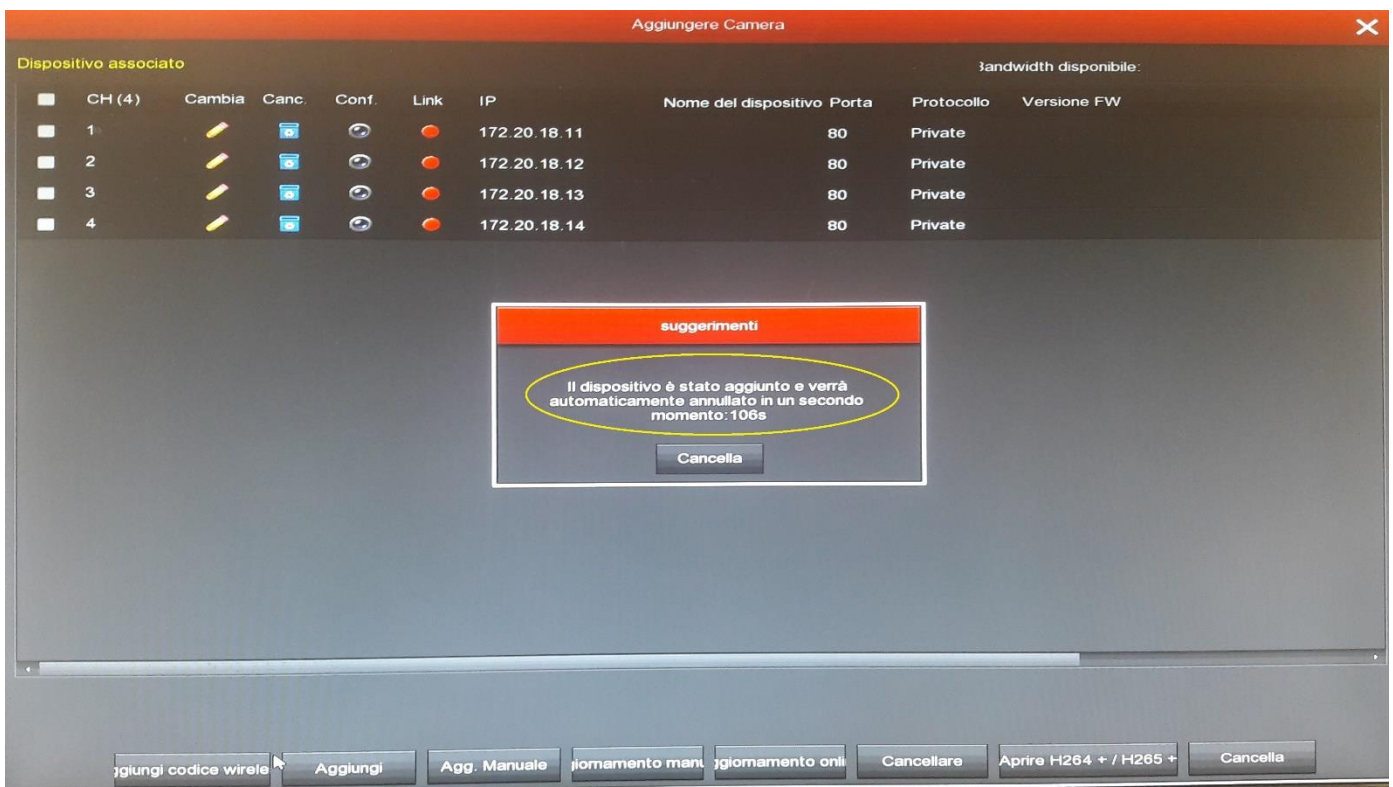 Aggiungere Camera
Dispositivo associato
Bandwidth disponibile:
CH (4) Cambia Canc. Conf. Link IP Nome del dispositivo Porta Protocollo Versione FW
1 172.20.18.11 80 Private
2 172.20.18.12 80 Private
3 172.20.18.13 80 Private
4 172.20.18.14 80 Private
suggerimenti
Il dispositivo è stato aggiunto e verrà
automaticamente annullato in un secondo
momento:106s
Cancella
codice Aggiungi Agg. Manuale Cancellare Aprire H264 + / H265 + Cancella